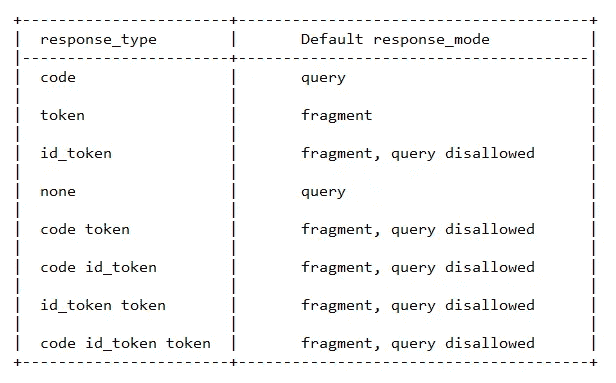 response_type Default response_mode
code query
token fragment
id_token fragment, query disallowed
none query
code token fragment, query disallowed
code id_token fragment, query disallowed
id_token token fragment, query disallowed
code id_token token fragment, query disallowed